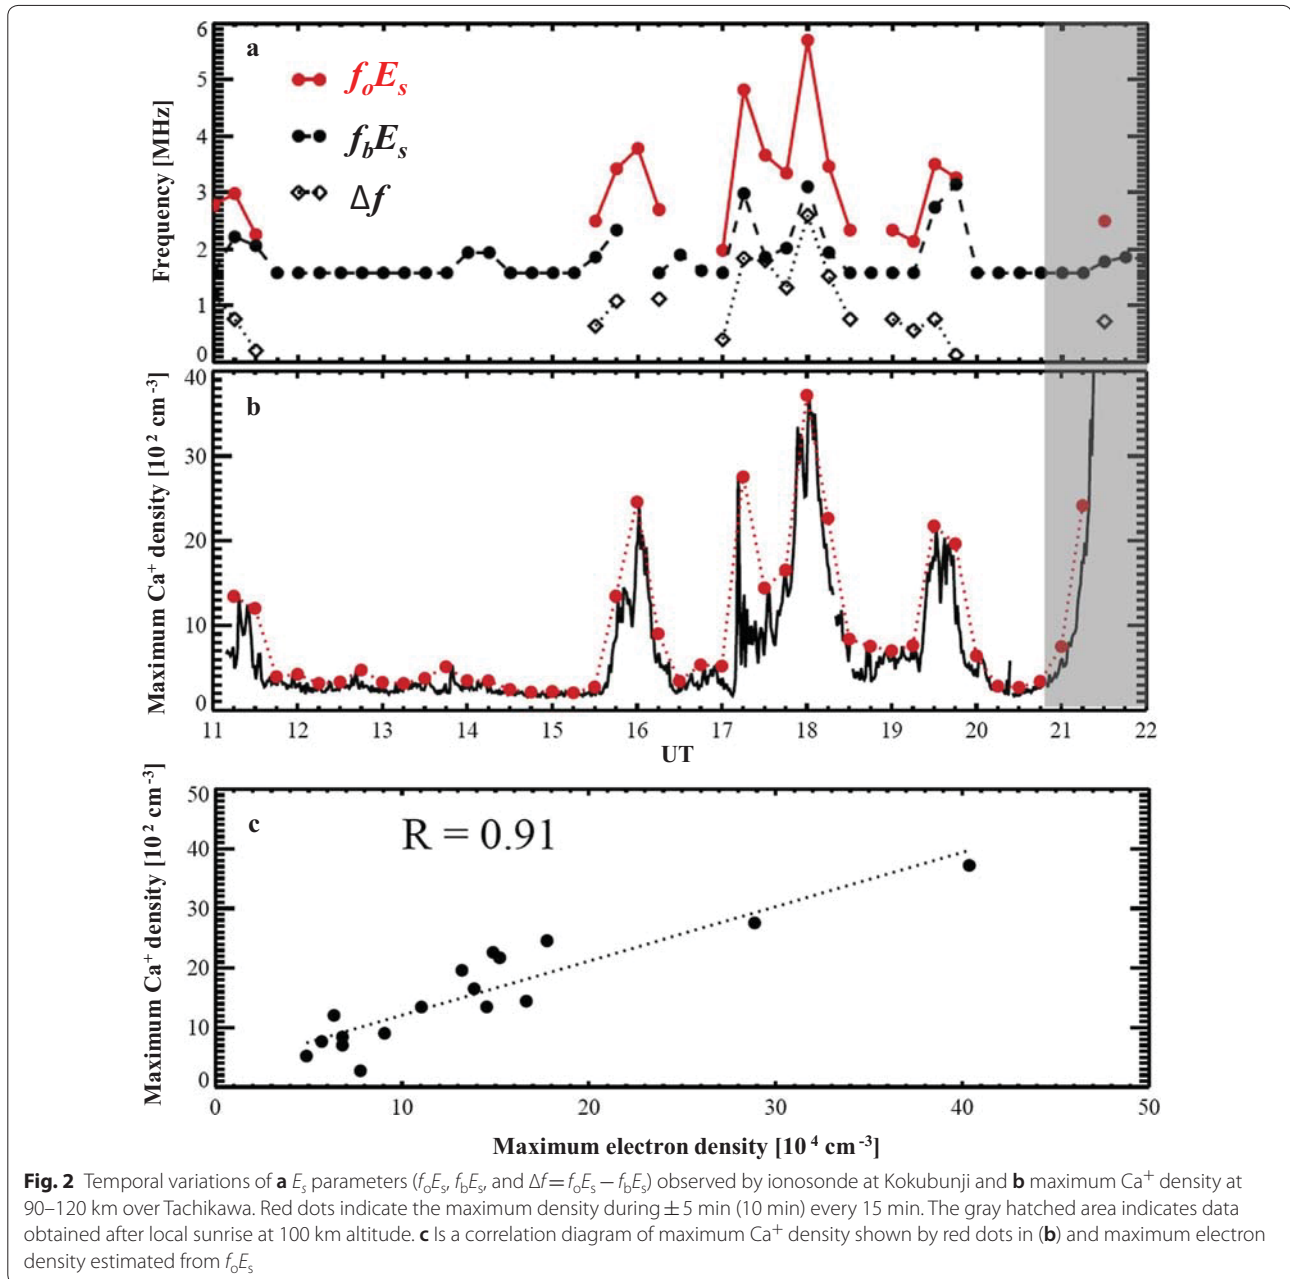 a
6
5
4
3
2
1
0
Frequency [MHz]
foEs
fbEs
Δf
b
40
30
20
10
0
Maximum Ca+ density [10 2 cm -3]
11 12 13 14 15 16 17 18 19 20 21 22
UT
c
R = 0.91
50
40
30
20
10
0
Maximum Ca+ density [10 2 cm -3]
0 10 20 30 40 50
Maximum electron density [10 4 cm -3]
Fig. 2 Temporal variations of a Es parameters (foEs, fbEs, and Δf = foEs − fbEs) observed by ionosonde at Kokubunji and b maximum Ca+ density at
90–120 km over Tachikawa. Red dots indicate the maximum density during ± 5 min (10 min) every 15 min. The gray hatched area indicates data
obtained after local sunrise at 100 km altitude. c Is a correlation diagram of maximum Ca+ density shown by red dots in (b) and maximum electron
density estimated from foEs